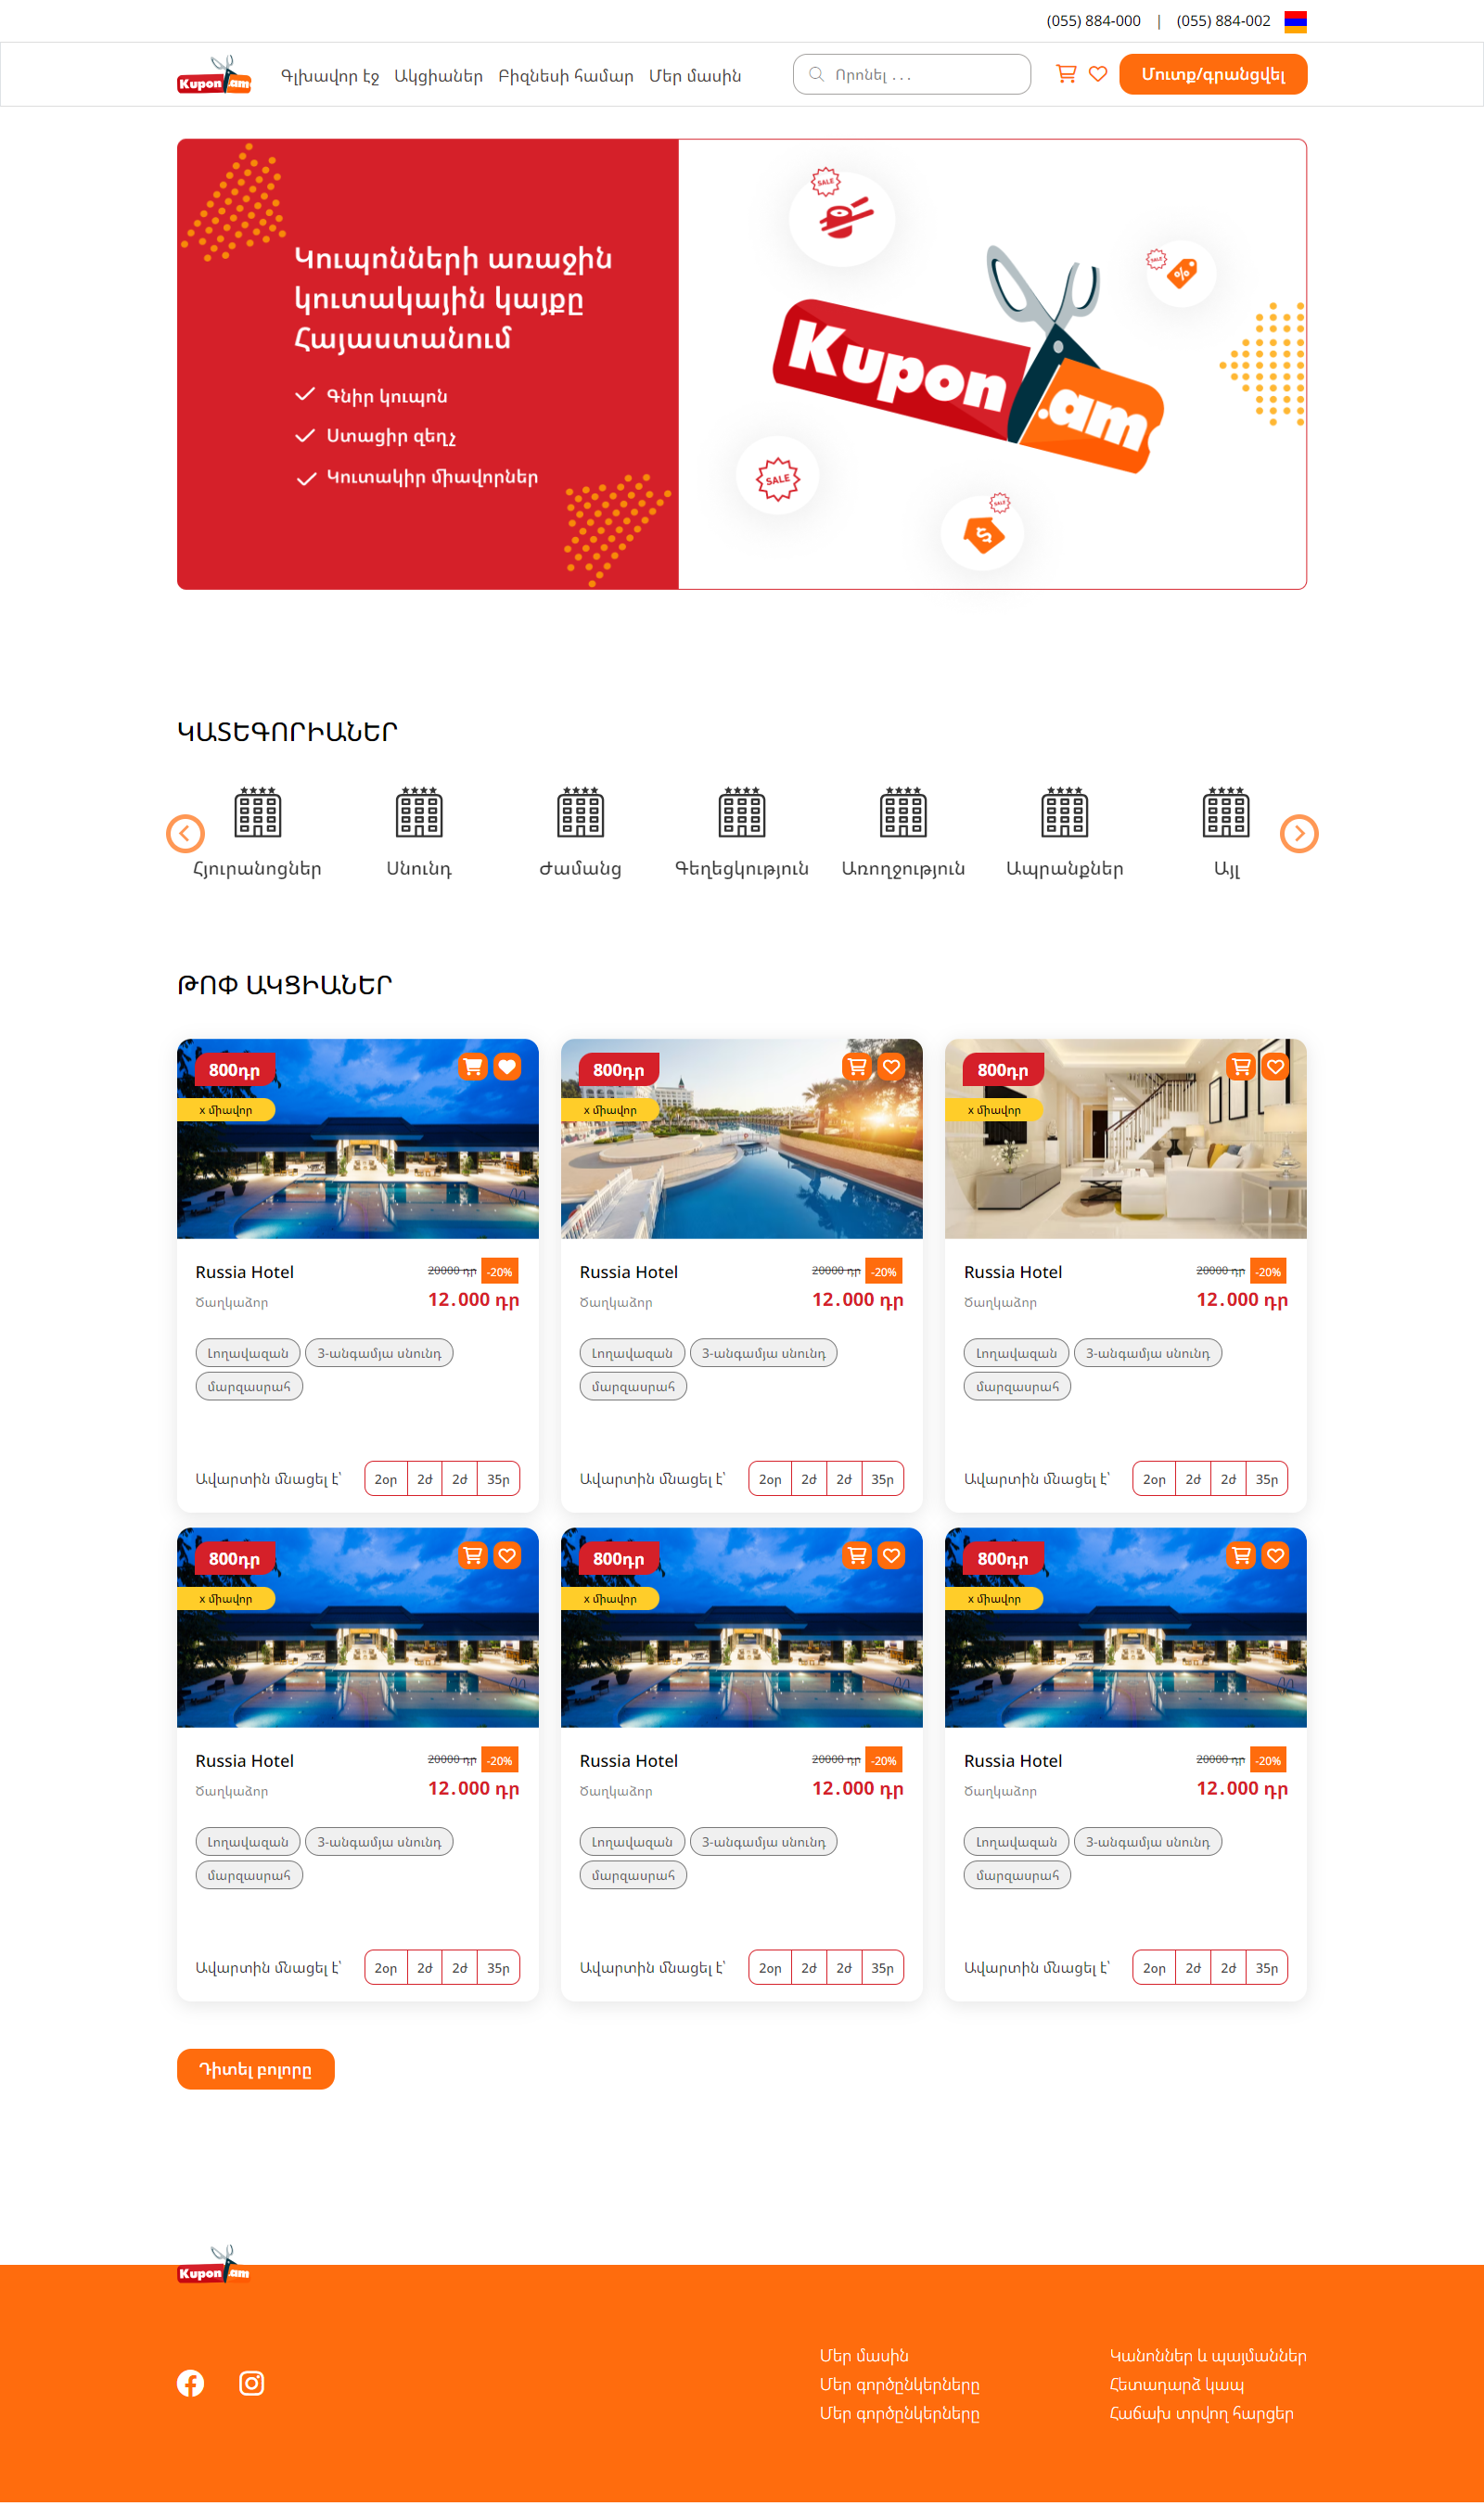 (055) 884-000 | (055) 884-002
Kupon.am
Գլխավոր էջ Ակցիաներ Բիզնեսի համար Մեր մասին
Որոնել . . .
Մուտք/գրանցվել
Կուպոնների առաջին
կուտակային կայքը
Հայաստանում
Գնիր կուպոն
Ստացիր զեղչ
Կուտակիր միավորներ
SALE
SALE
Kupon.am
SALE
SALE
ԿԱՏԵԳՈՐԻԱՆԵՐ
Հյուրանոցներ Սնունդ Ժամանց Գեղեցկություն Առողջություն Ապրանքներ Այլ
ԹՈՓ ԱԿՑԻԱՆԵՐ
800դր 800դր 800դր
x միավոր x միավոր x միավոր
Russia Hotel 20000 դր -20% Russia Hotel 20000 դր -20% Russia Hotel 20000 դր -20%
Ծաղկաձոր 12.000 դր Ծաղկաձոր 12.000 դր Ծաղկաձոր 12.000 դր
Լողավազան 3-անգամյա սնունդ Լողավազան 3-անգամյա սնունդ Լողավազան 3-անգամյա սնունդ
մարզասրահ մարզասրահ մարզասրահ
Ավարտին մնացել է՝ 2օր 2ժ 2ժ 35ր Ավարտին մնացել է՝ 2օր 2ժ 2ժ 35ր Ավարտին մնացել է՝ 2օր 2ժ 2ժ 35ր
800դր 800դր 800դր
x միավոր x միավոր x միավոր
Russia Hotel 20000 դր -20% Russia Hotel 20000 դր -20% Russia Hotel 20000 դր -20%
Ծաղկաձոր 12.000 դր Ծաղկաձոր 12.000 դր Ծաղկաձոր 12.000 դր
Լողավազան 3-անգամյա սնունդ Լողավազան 3-անգամյա սնունդ Լողավազան 3-անգամյա սնունդ
մարզասրահ մարզասրահ մարզասրահ
Ավարտին մնացել է՝ 2օր 2ժ 2ժ 35ր Ավարտին մնացել է՝ 2օր 2ժ 2ժ 35ր Ավարտին մնացել է՝ 2օր 2ժ 2ժ 35ր
Դիտել բոլորը
Kupon.am
Մեր մասին Կանոններ և պայմաններ
Մեր գործընկերները Հետադարձ կապ
Մեր գործընկերները Հաճախ տրվող հարցեր